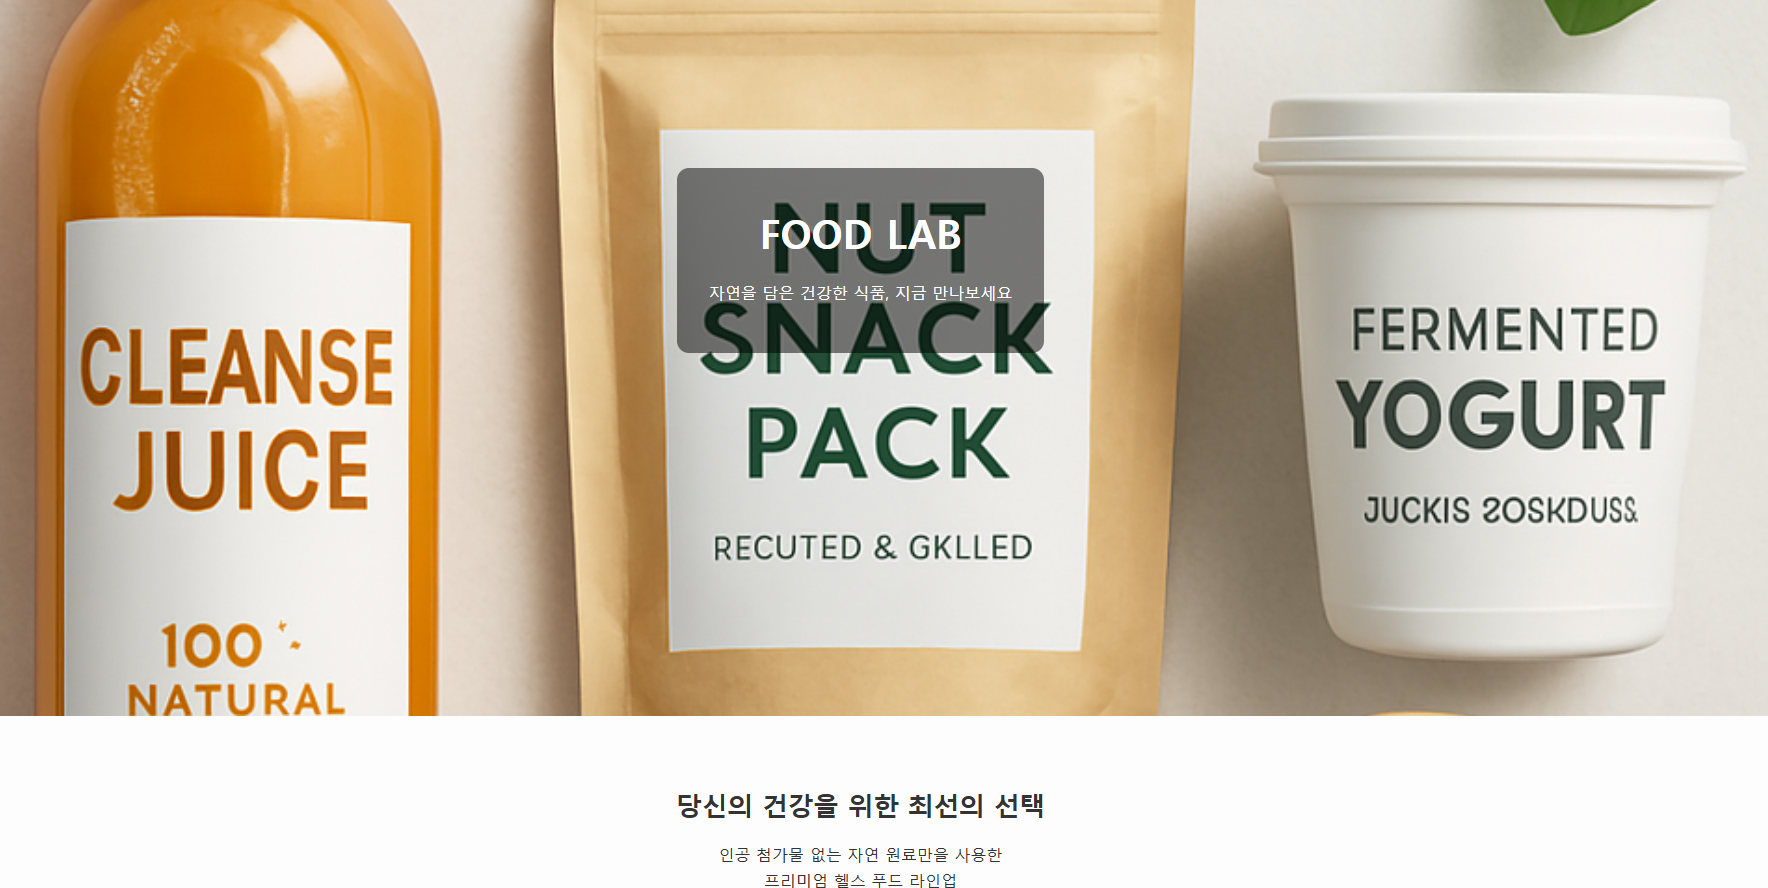 CLEANSE
JUICE
100
NATURAL
NUT
SNACK
PACK
RECUTED & GKLLED
FOOD LAB
자연을 담은 건강한 식품, 지금 만나보세요
FERMENTED
YOGURT
JUCKIS SOSKDUS&
당신의 건강을 위한 최선의 선택
인공 첨가물 없는 자연 원료만을 사용한
프리미엄 헬스 푸드 라인업